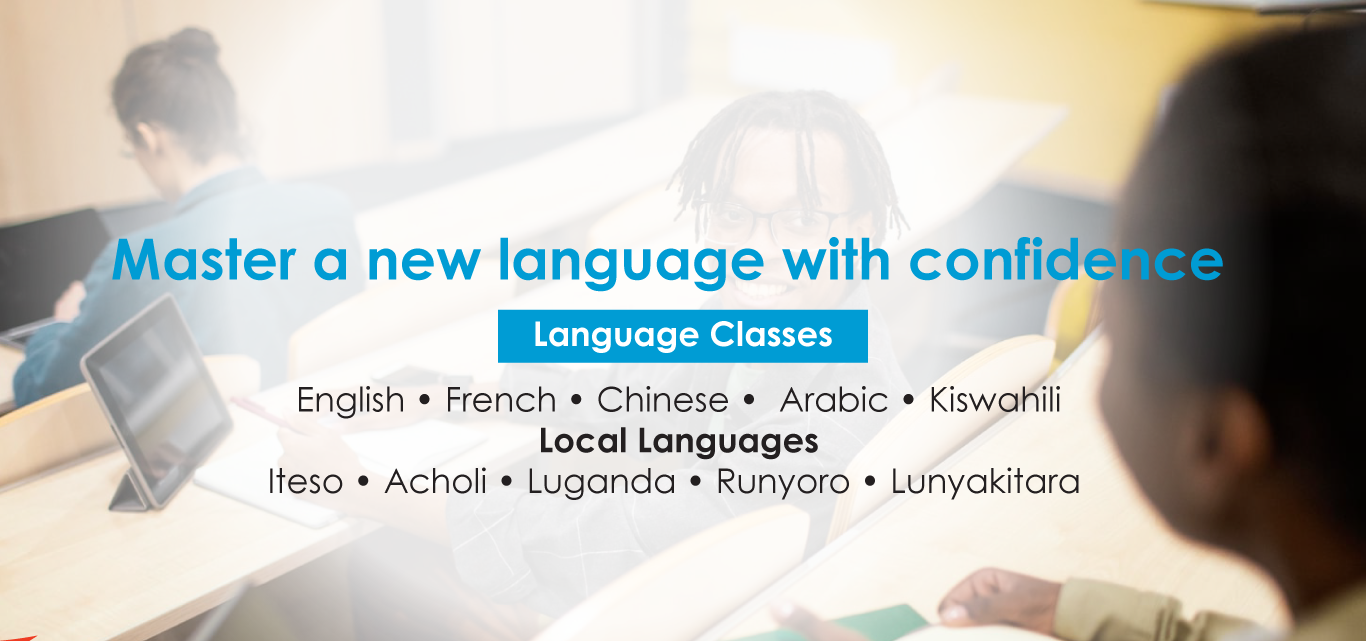 Master a new language with confidence
Language Classes
English • French • Chinese • Arabic • Kiswahili
Local Languages
Iteso • Acholi • Luganda • Runyoro • Lunyakitara